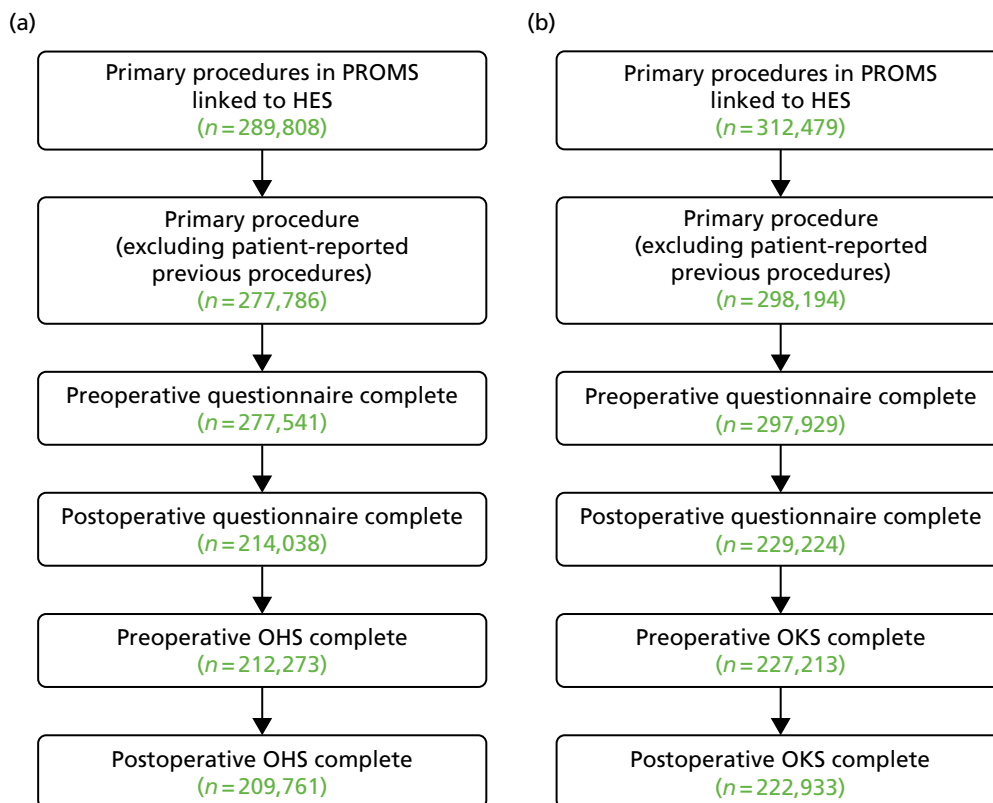 (a)
Primary procedures in PROMS
linked to HES
(n=289,808)
Primary procedure
(excluding patient-reported
previous procedures)
(n=277,786)
Preoperative questionnaire complete
(n=277,541)
Postoperative questionnaire complete
(n=214,038)
Preoperative OHS complete
(n=212,273)
Postoperative OHS complete
(n=209,761)
(b)
Primary procedures in PROMS
linked to HES
(n=312,479)
Primary procedure
(excluding patient-reported
previous procedures)
(n=298,194)
Preoperative questionnaire complete
(n=297,929)
Postoperative questionnaire complete
(n=229,224)
Preoperative OKS complete
(n=227,213)
Postoperative OKS complete
(n=222,933)